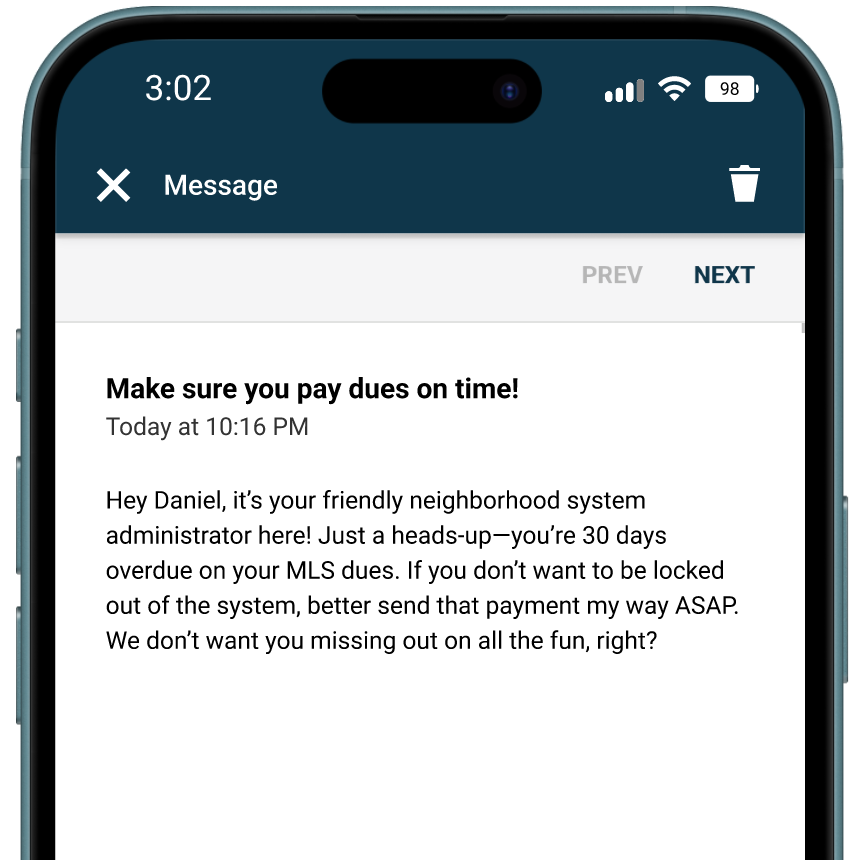 3:02
98
Message
PREV NEXT
Make sure you pay dues on time!
Today at 10:16 PM
Hey Daniel, it’s your friendly neighborhood system
administrator here! Just a heads-up—you’re 30 days
overdue on your MLS dues. If you don’t want to be locked
out of the system, better send that payment my way ASAP.
We don’t want you missing out on all the fun, right?